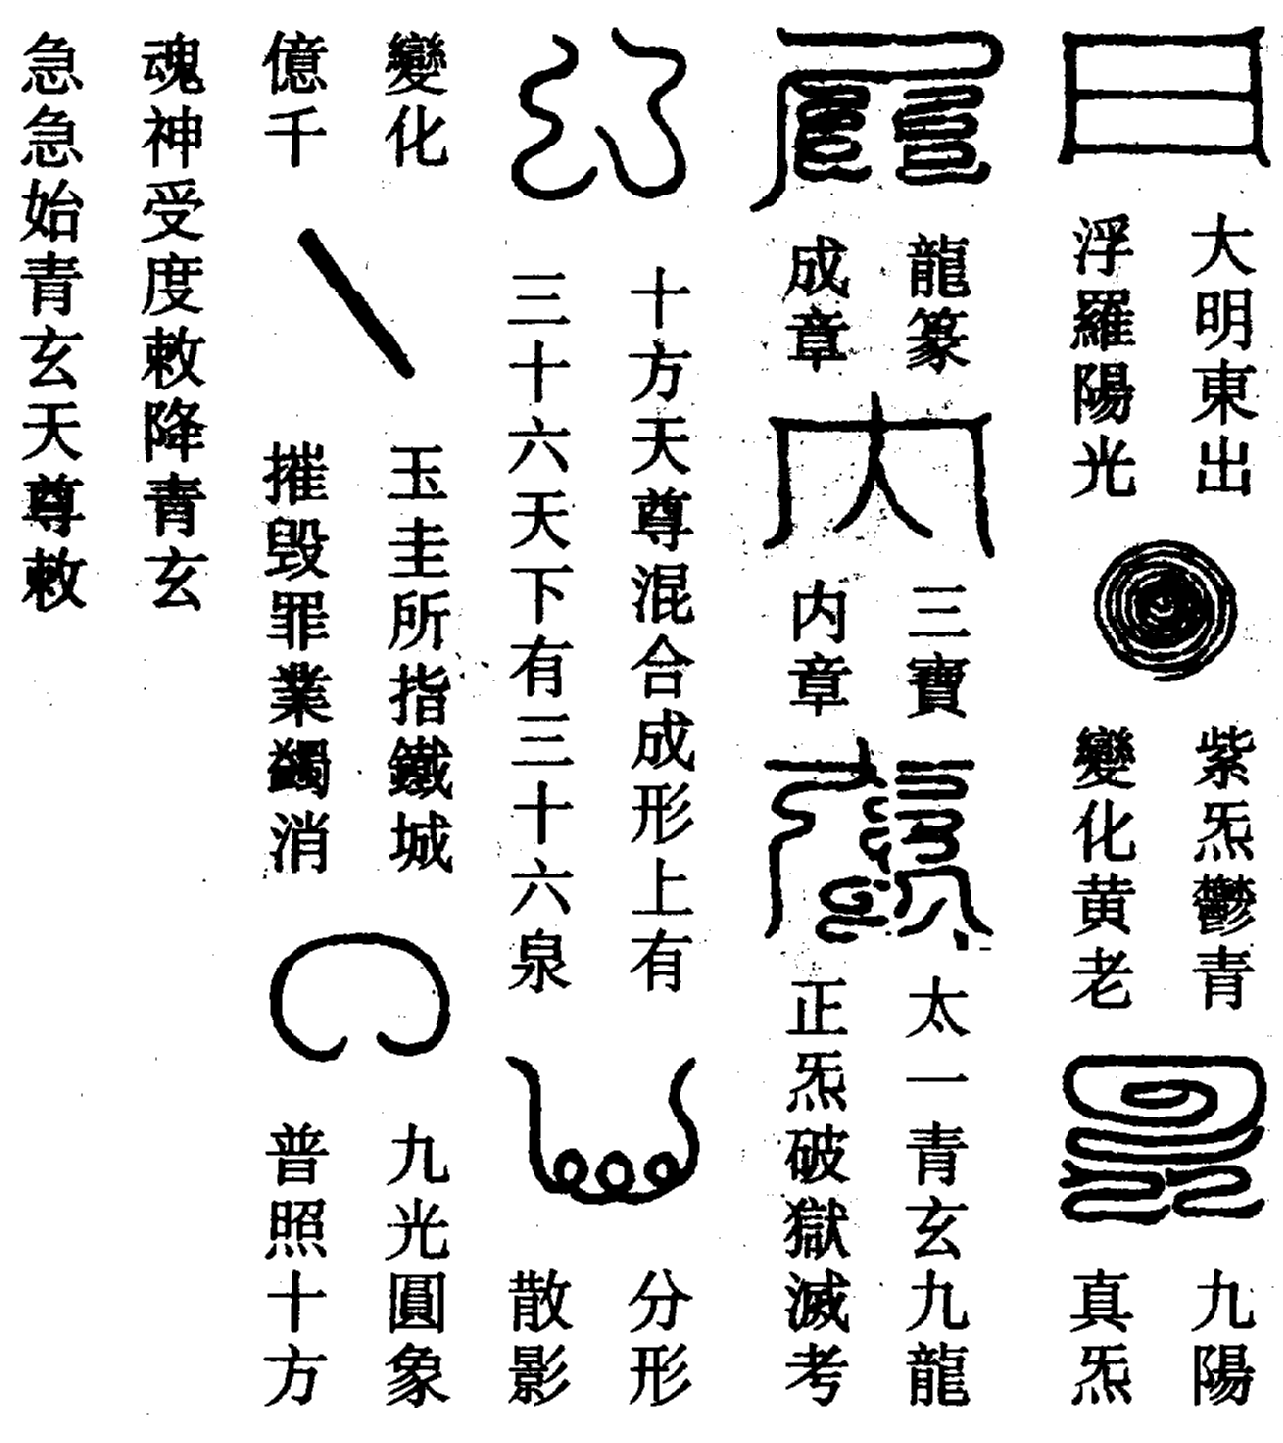 大明東出
浮羅陽光
紫炁鬱青
變化黄老
九陽
真炁
龍篆
成章
三寶
内章
太一青玄九龍
正炁破獄滅考
十方天尊混合成形上有
三十六天下有三十六泉
分形
散影
變化
億千
玉圭所指鐵城
摧毁罪業蠲消
九光圓象
普照十方
魂神受度敕降青玄
急急始青玄天尊敕